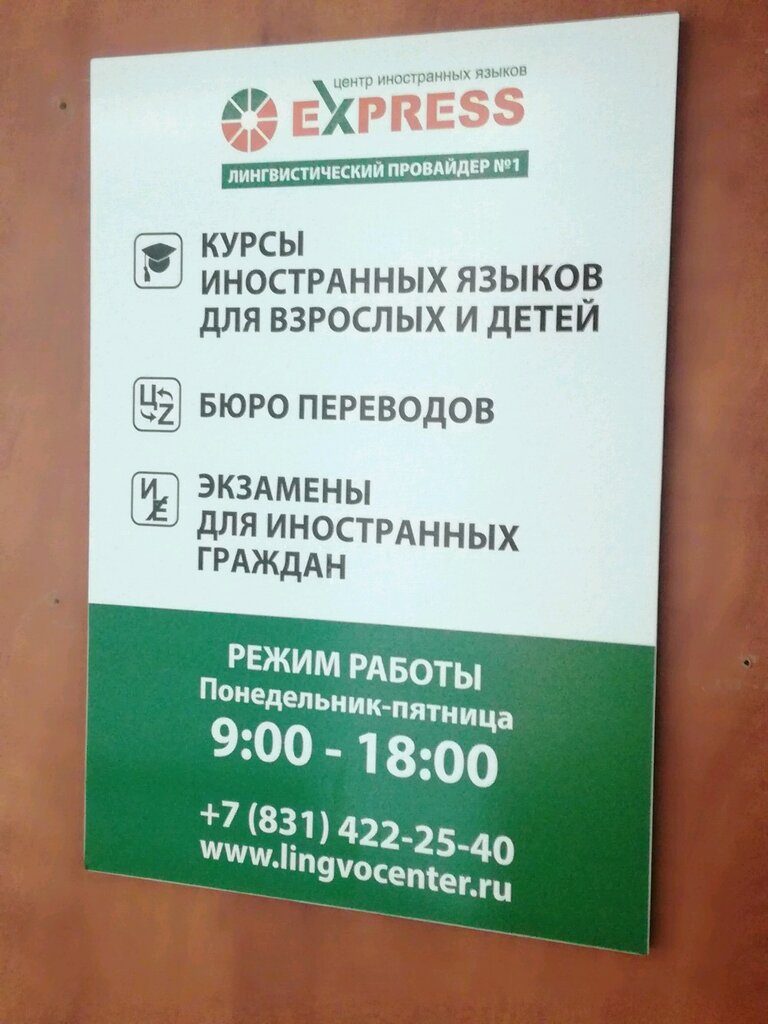 центр иностранных языков
EXPRESS
ЛИНГВИСТИЧЕСКИЙ ПРОВАЙДЕР №1
КУРСЫ
ИНОСТРАННЫХ ЯЗЫКОВ
ДЛЯ ВЗРОСЛЫХ И ДЕТЕЙ
Ц
Z
БЮРО ПЕРЕВОДОВ
И
Ё
ЭКЗАМЕНЫ
ДЛЯ ИНОСТРАННЫХ
ГРАЖДАН
РЕЖИМ РАБОТЫ
Понедельник-пятница
9:00 - 18:00
+7 (831) 422-25-40
www.lingvocenter.ru